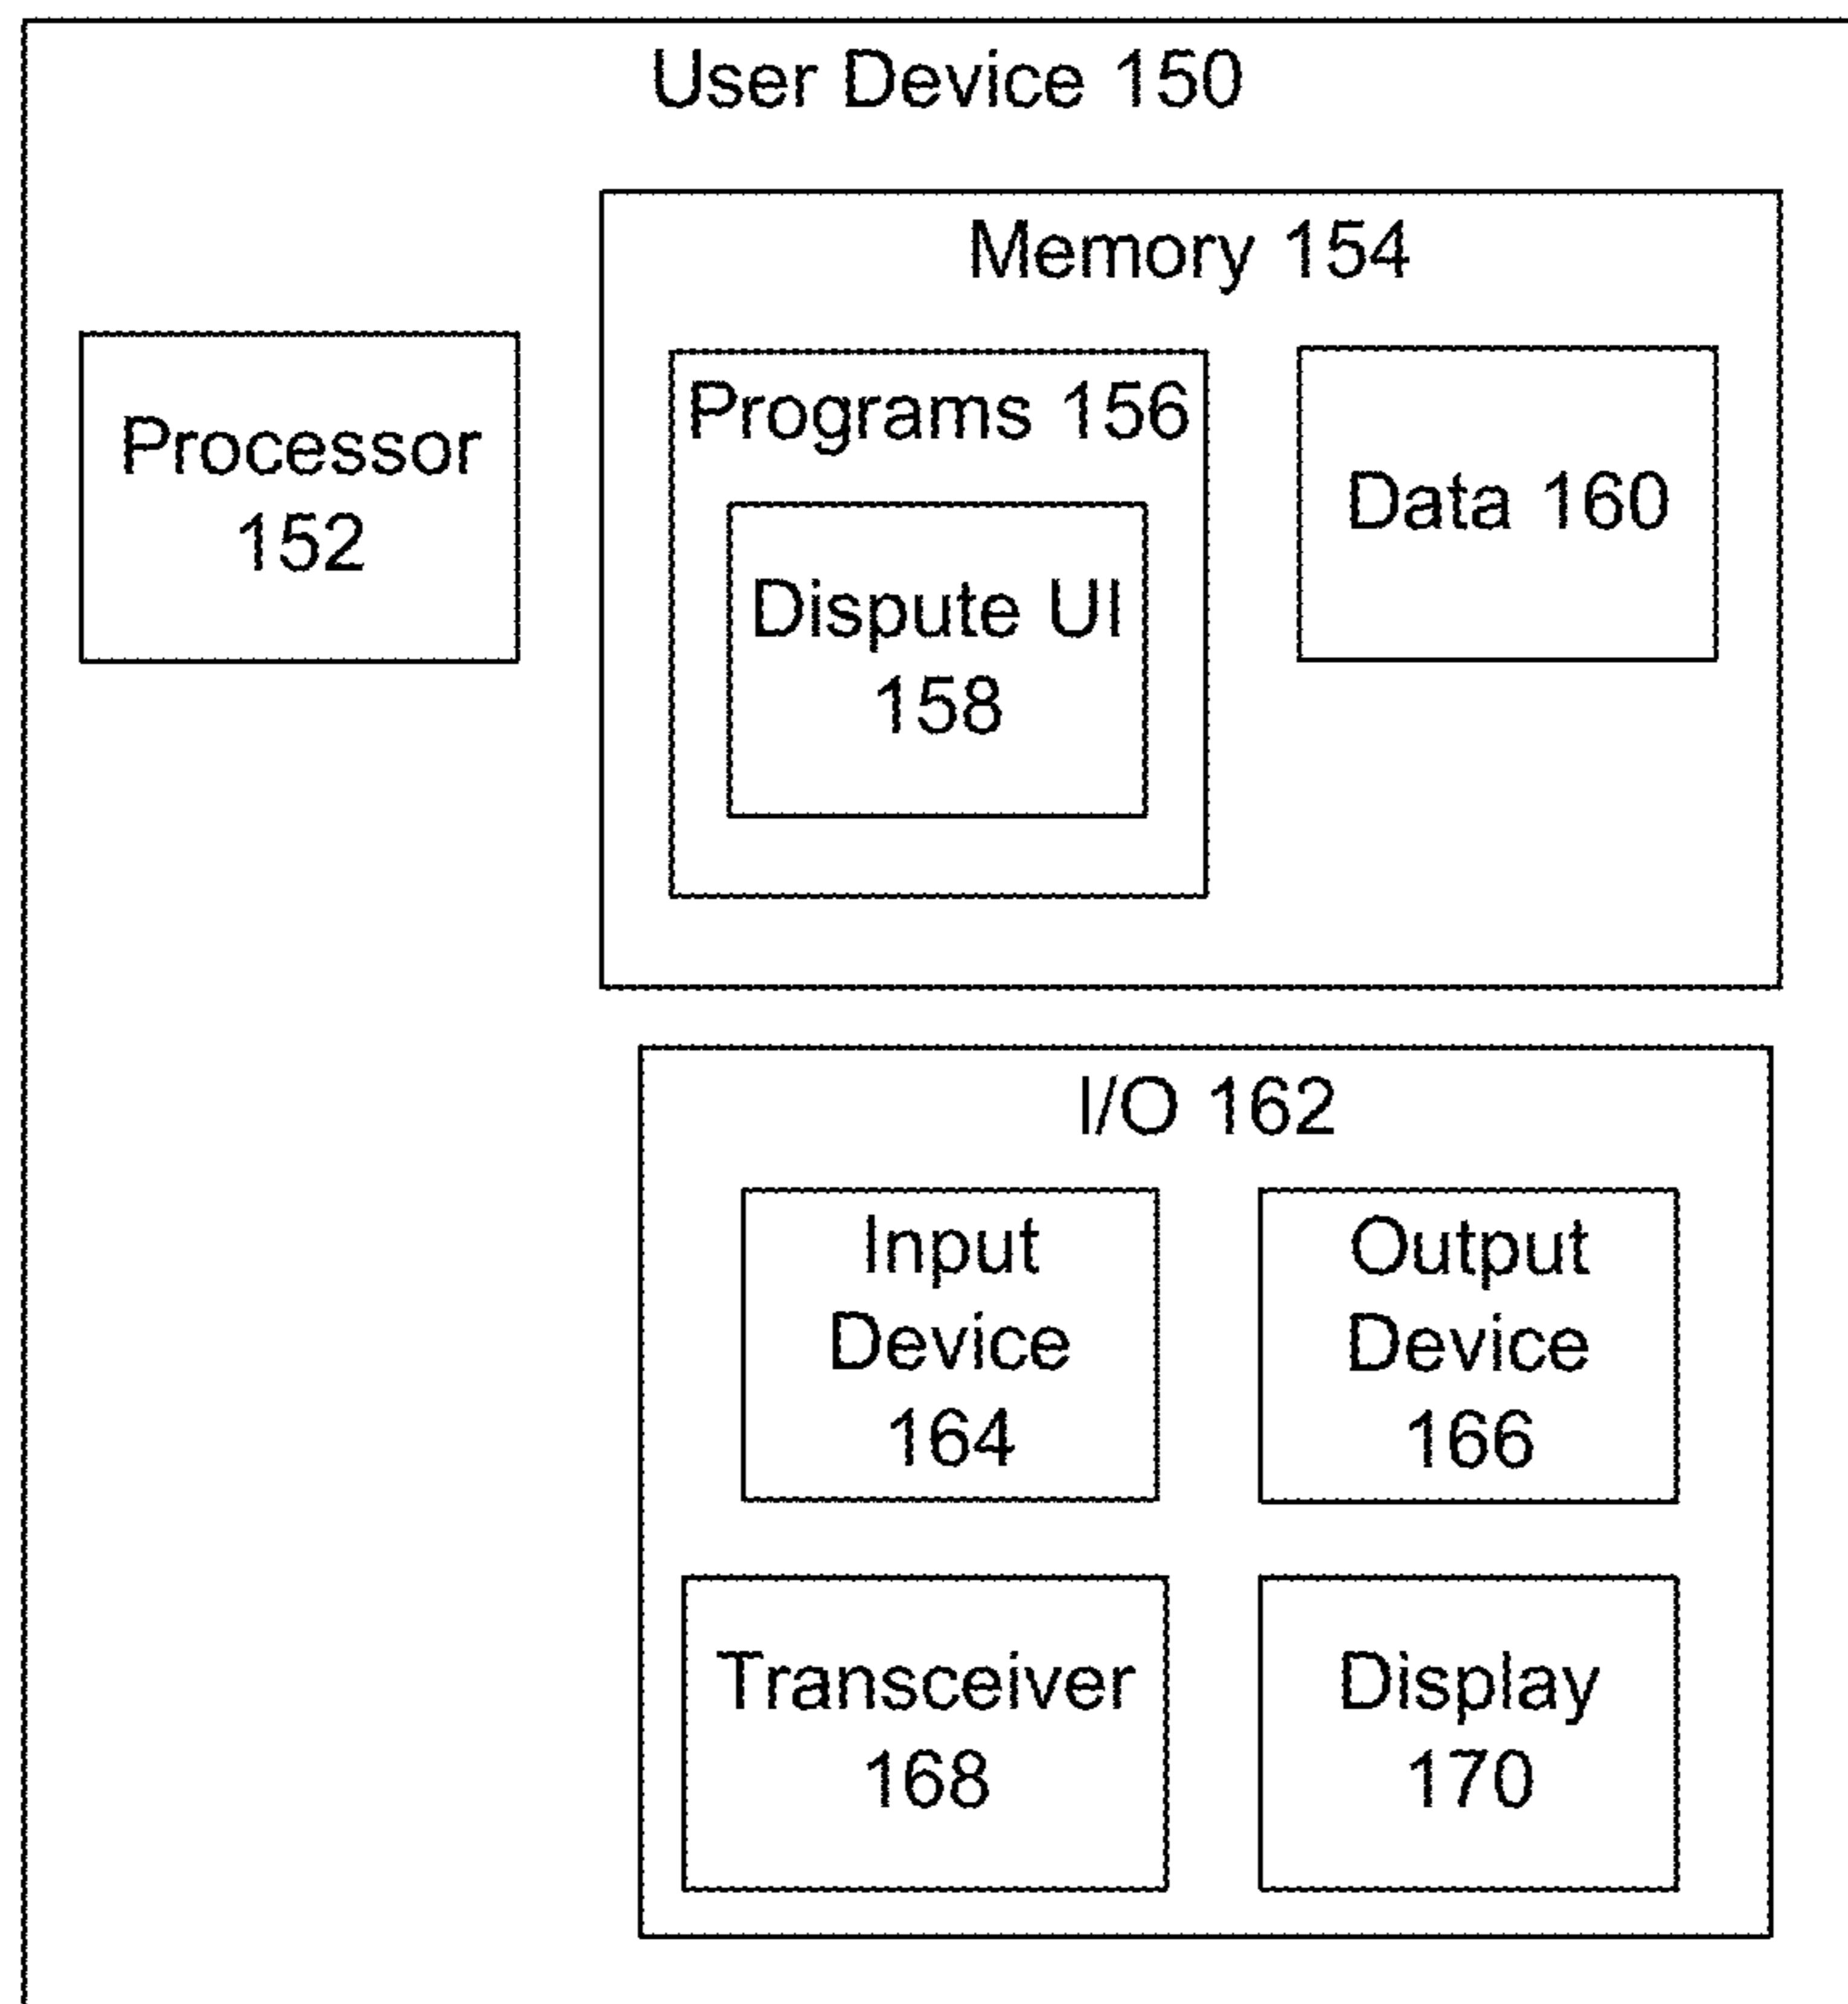 User Device 150
Memory 154
Processor
152
Programs 156
Dispute UI
158
Data 160
I/O 162
Input
Device
164
Output
Device
166
Transceiver
168
Display
170